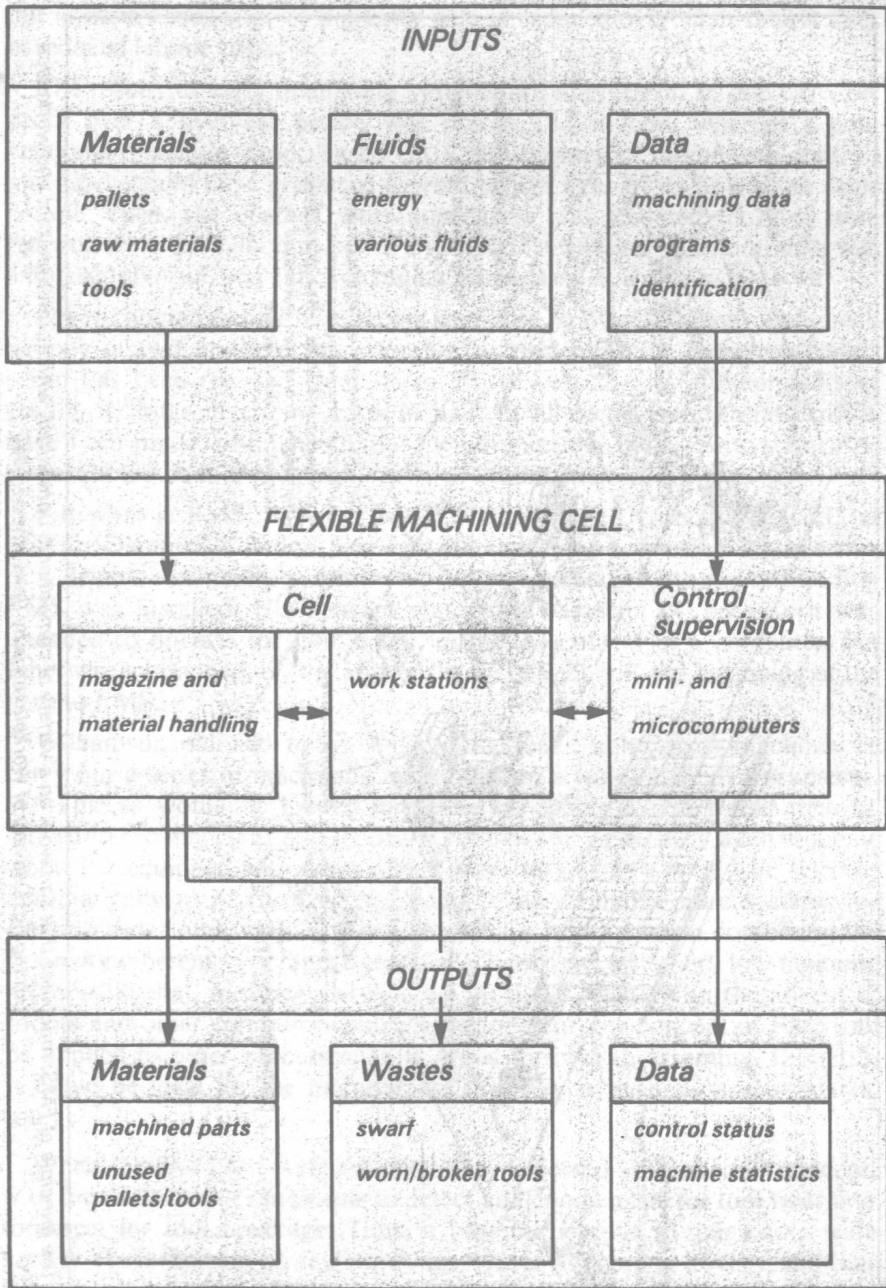 INPUTS
Materials
pallets
raw materials
tools
Fluids
energy
various fluids
Data
machining data
programs
identification
FLEXIBLE MACHINING CELL
Cell
magazine and
material handling
work stations
Control
supervision
mini- and
microcomputers
OUTPUTS
Materials
machined parts
unused
pallets/tools
Wastes
swarf
worn/broken tools
Data
control status
machine statistics